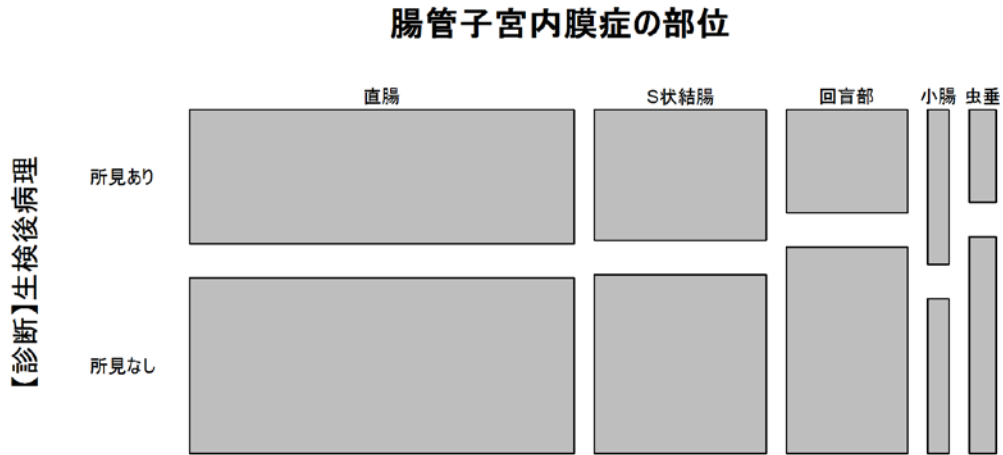 腸管子宮内膜症の部位
直腸
S状結腸
回盲部
小腸
虫垂
【診断】生検後病理
所見あり
所見なし